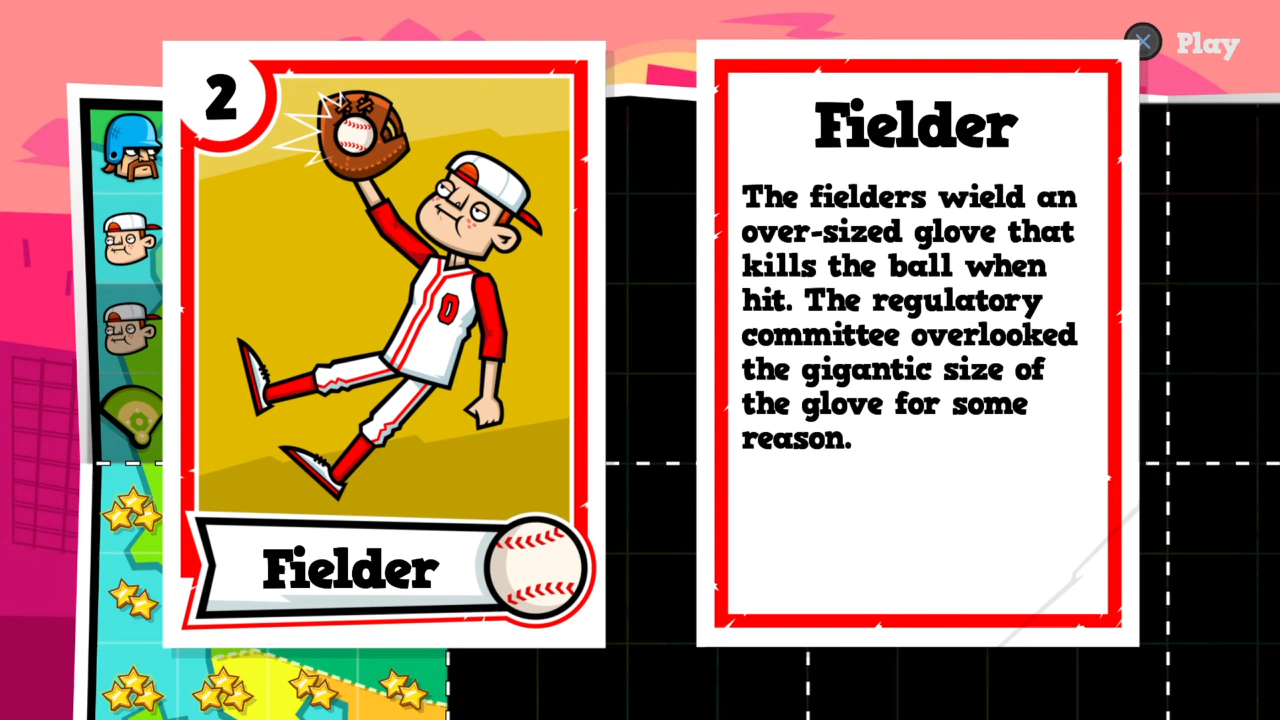 Play
2
0
Fielder
Fielder
The fielders wield an
over-sized glove that
kills the ball when
hit. The regulatory
committee overlooked
the gigantic size of
the glove for some
reason.